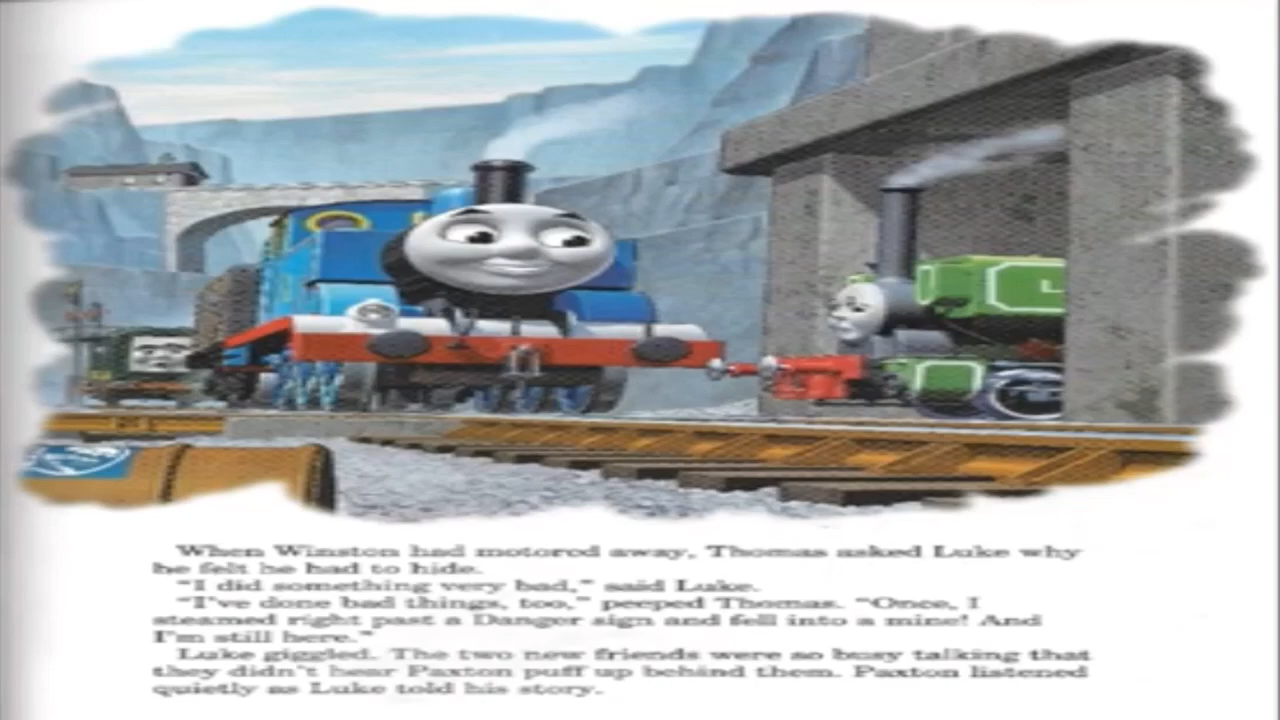 When Winston had motored away, Thomas asked Luke why
he felt he had to hide.
"I did something very bad," said Luke.
"I've done bad things, too," peeped Thomas. "Once, I
steamed right past a Danger sign and fell into a mine! And
I'm still here."
Luke giggled. The two new friends were so busy talking that
they didn't hear Paxton puff up behind them. Paxton listened
quietly as Luke told his story.